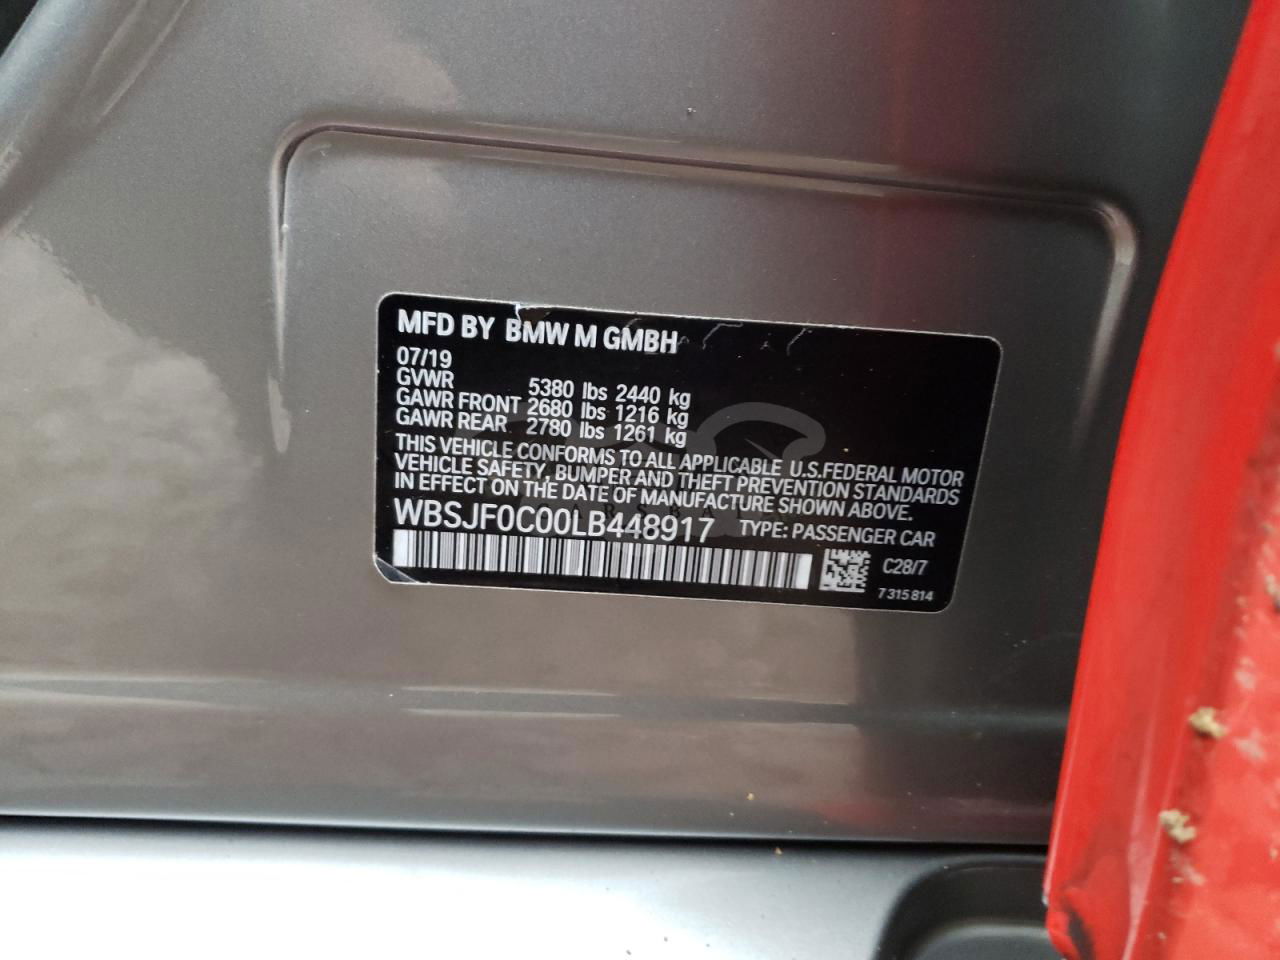 MFD BY BMW M GMBH
07/19
GVWR 5380 lbs 2440 kg
GAWR FRONT 2680 lbs 1216 kg
GAWR REAR 2780 lbs 1261 kg
THIS VEHICLE CONFORMS TO ALL APPLICABLE U.S.FEDERAL MOTOR
VEHICLE SAFETY, BUMPER AND THEFT PREVENTION STANDARDS
IN EFFECT ON THE DATE OF MANUFACTURE SHOWN ABOVE.
WBSJF0C00LB448917 TYPE: PASSENGER CAR
C28/7
7 315 814